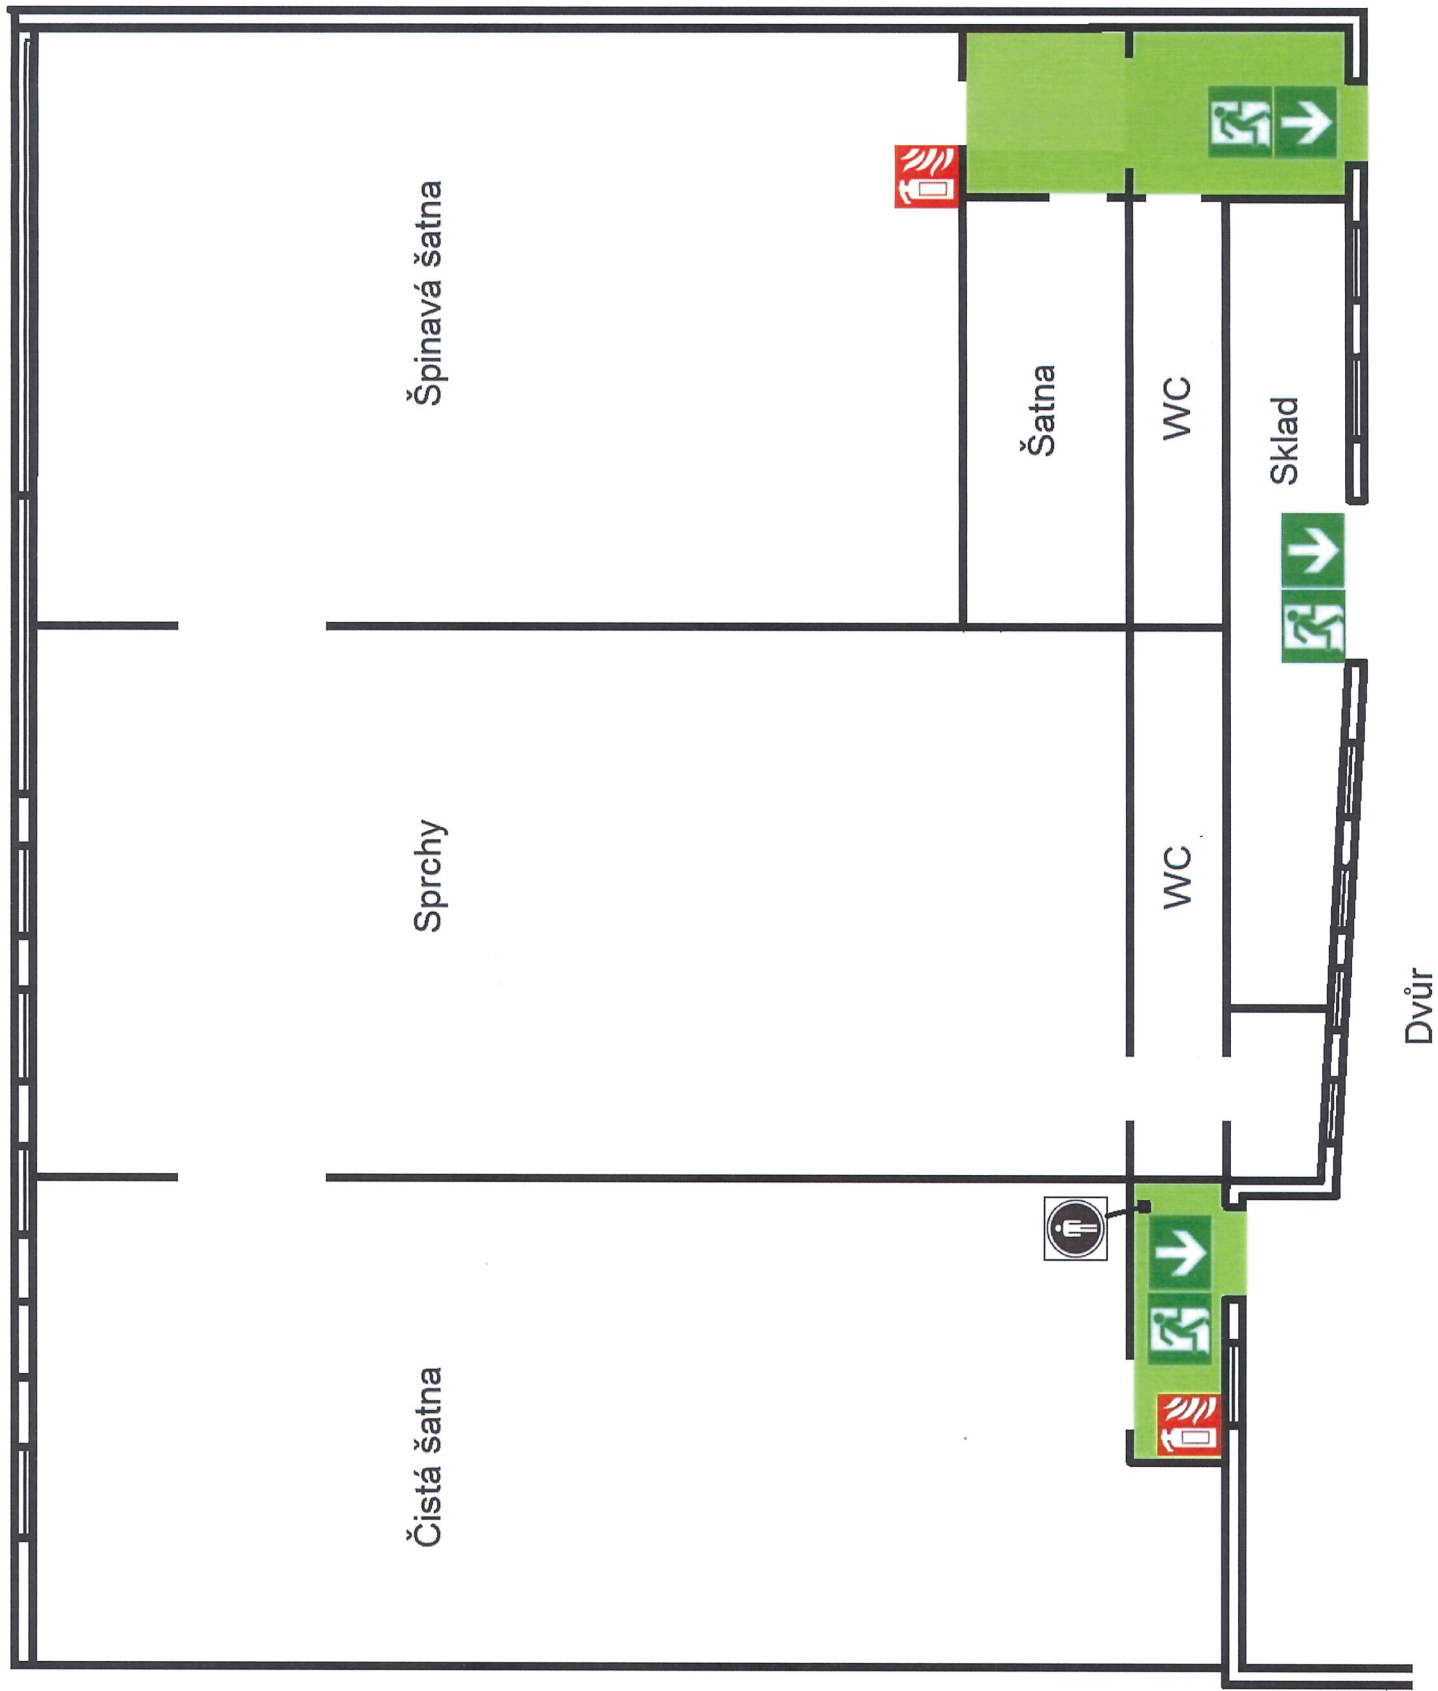 Čistá šatna
Sprchy
Špinavá šatna
Šatna
WC
WC
Sklad
Dvůr